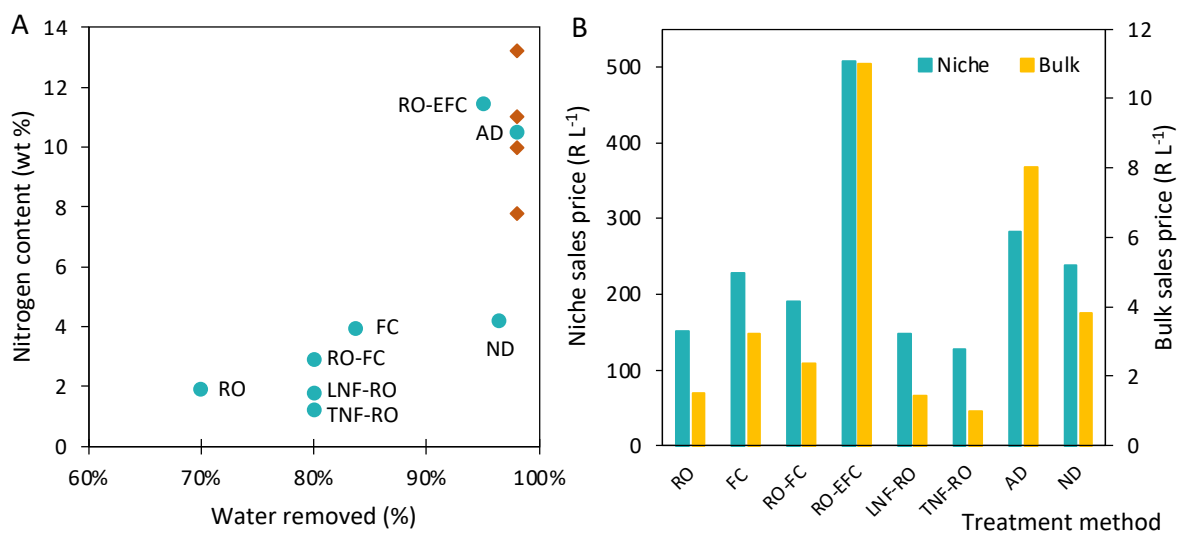 A
Nitrogen content (wt %)
14
12
10
8
6
4
2
0
60%
70%
80%
90%
100%
Water removed (%)
RO-EFC
AD
FC
ND
RO-FC
RO
LNF-RO
TNF-RO
B
Niche sales price (R L⁻¹)
500
400
300
200
100
0
Niche
Bulk
12
10
8
6
4
2
0
Bulk sales price (R L⁻¹)
RO
FC
RO-FC
RO-EFC
LNF-RO
TNF-RO
AD
ND
Treatment method